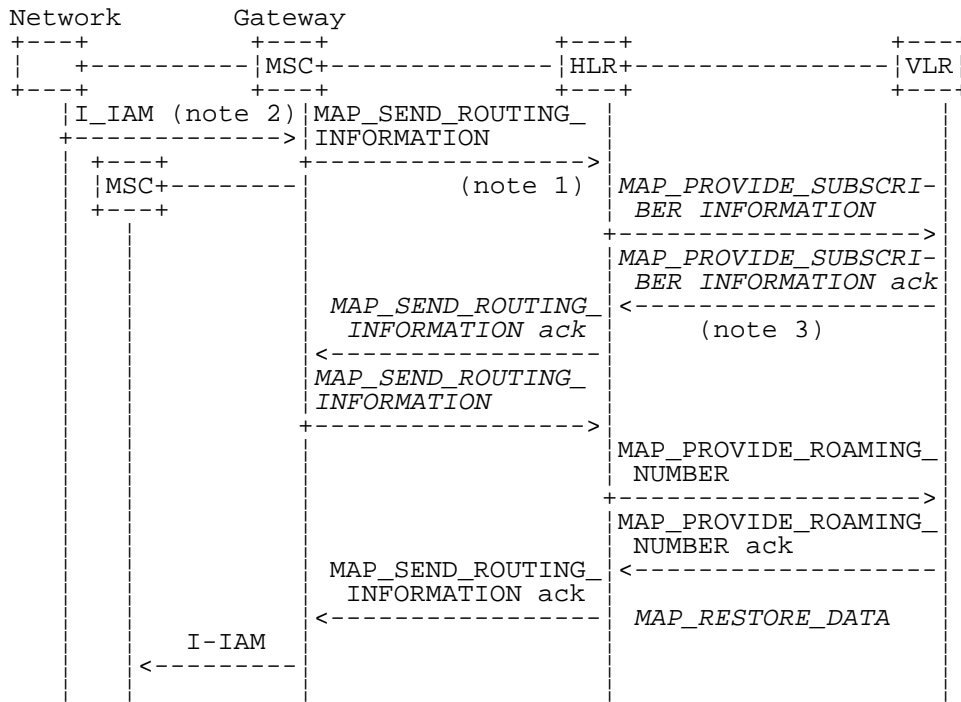 Network Gateway
MSC HLR VLR
I_IAM (note 2) MAP_SEND_ROUTING_
INFORMATION
MSC (note 1) MAP_PROVIDE_SUBSCRI-
BER INFORMATION
MAP_PROVIDE_SUBSCRI-
BER INFORMATION ack
MAP_SEND_ROUTING_
INFORMATION ack (note 3)
MAP_SEND_ROUTING_
INFORMATION
MAP_PROVIDE_ROAMING_
NUMBER
MAP_PROVIDE_ROAMING_
NUMBER ack
MAP_SEND_ROUTING_
INFORMATION ack
MAP_RESTORE_DATA
I-IAM